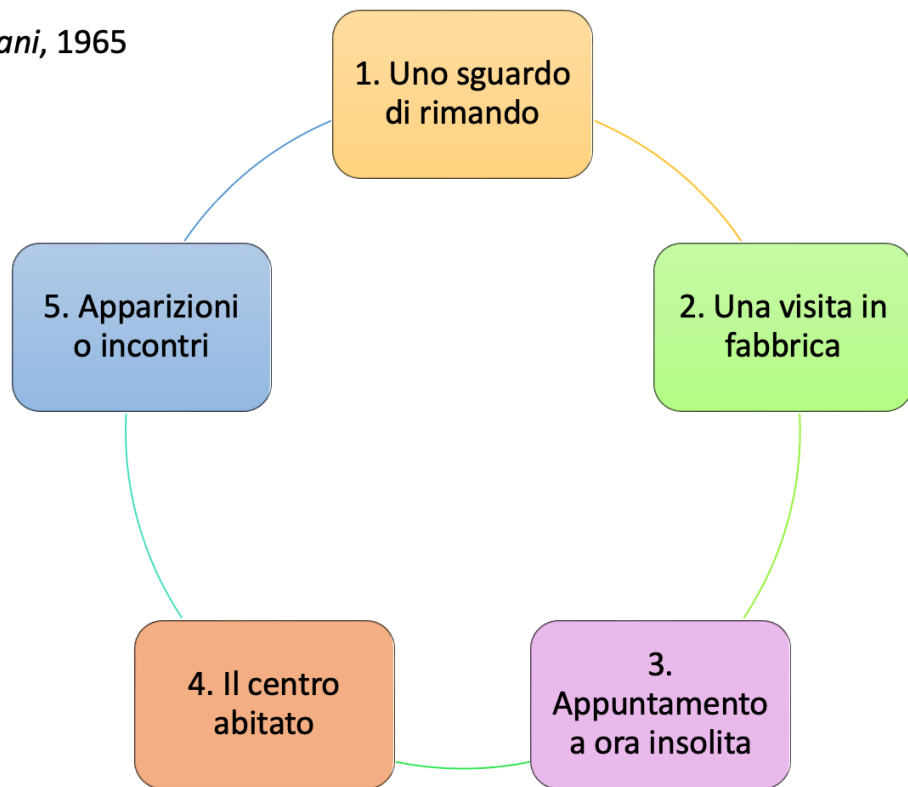 ani, 1965
1. Uno sguardo
di rimando
2. Una visita in
fabbrica
3.
Appuntamento
a ora insolita
4. Il centro
abitato
5. Apparizioni
o incontri